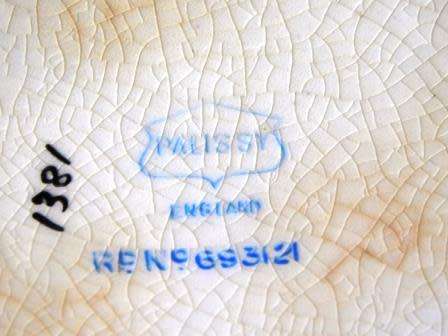 PALISSY
ENGLAND
RD Nº 693121
1381